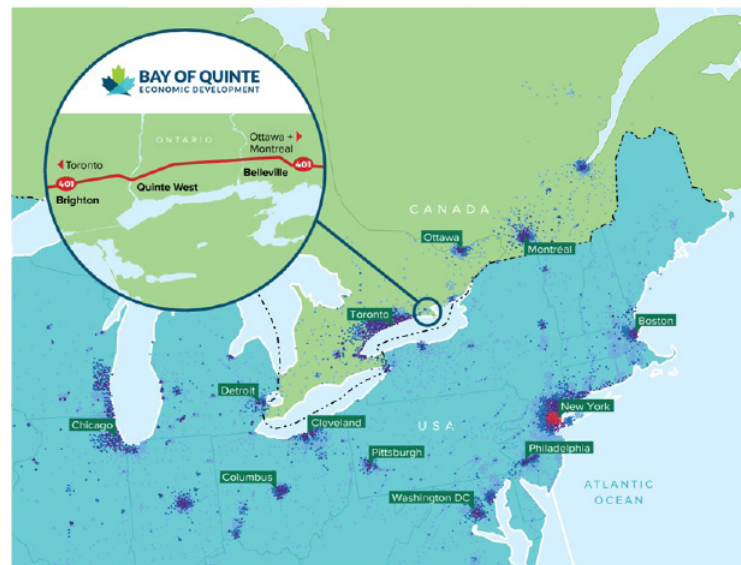 BAY OF QUINTE
ECONOMIC DEVELOPMENT
ONTARIO
Toronto
Ottawa +
Montreal
401
401
Brighton
Quinte West
Belleville
CANADA
Ottawa
Montréal
Toronto
Boston
Detroit
Chicago
Cleveland
New York
USA
Pittsburgh
Philadelphia
Columbus
Washington DC
ATLANTIC
OCEAN